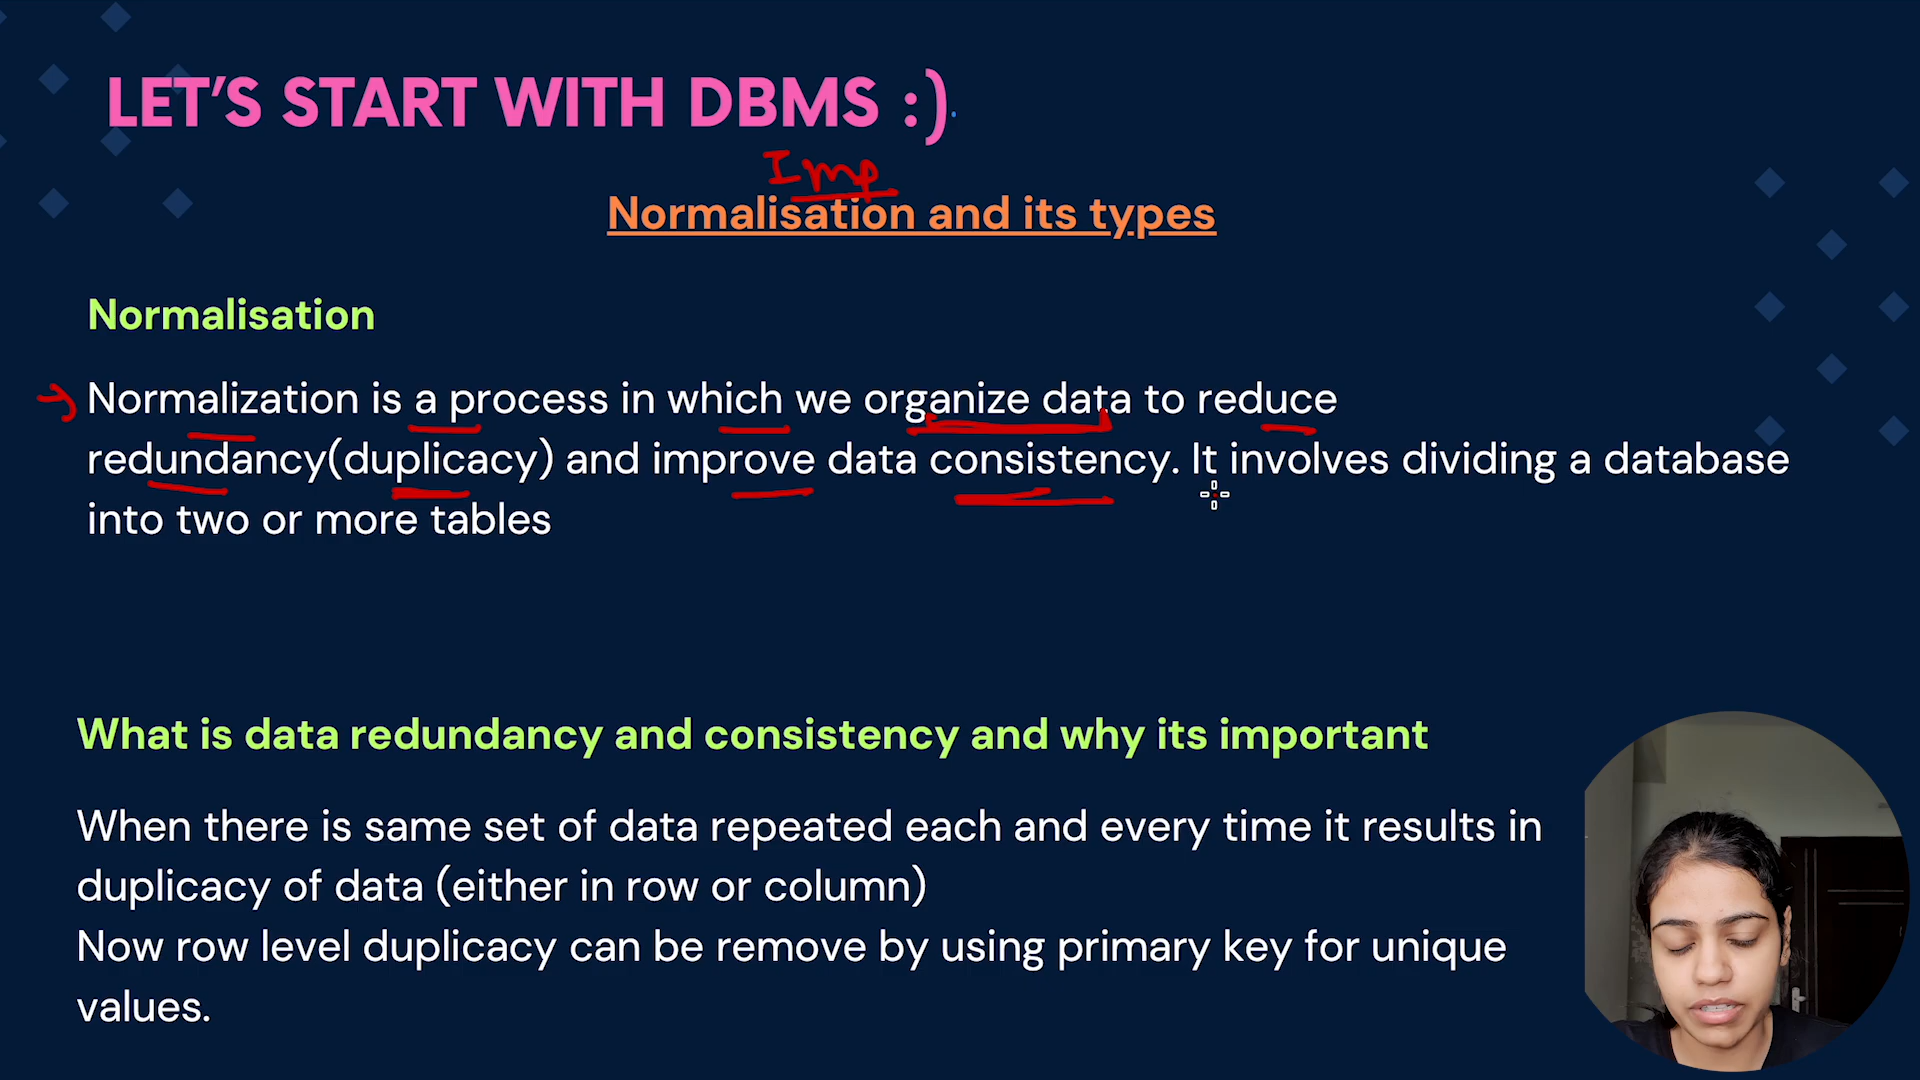 LET'S START WITH DBMS :)
Imp
Normalisation and its types
Normalisation
Normalization is a process in which we organize data to reduce
redundancy(duplicacy) and improve data consistency. It involves dividing a database
into two or more tables
What is data redundancy and consistency and why its important
When there is same set of data repeated each and every time it results in
duplicacy of data (either in row or column)
Now row level duplicacy can be remove by using primary key for unique
values.